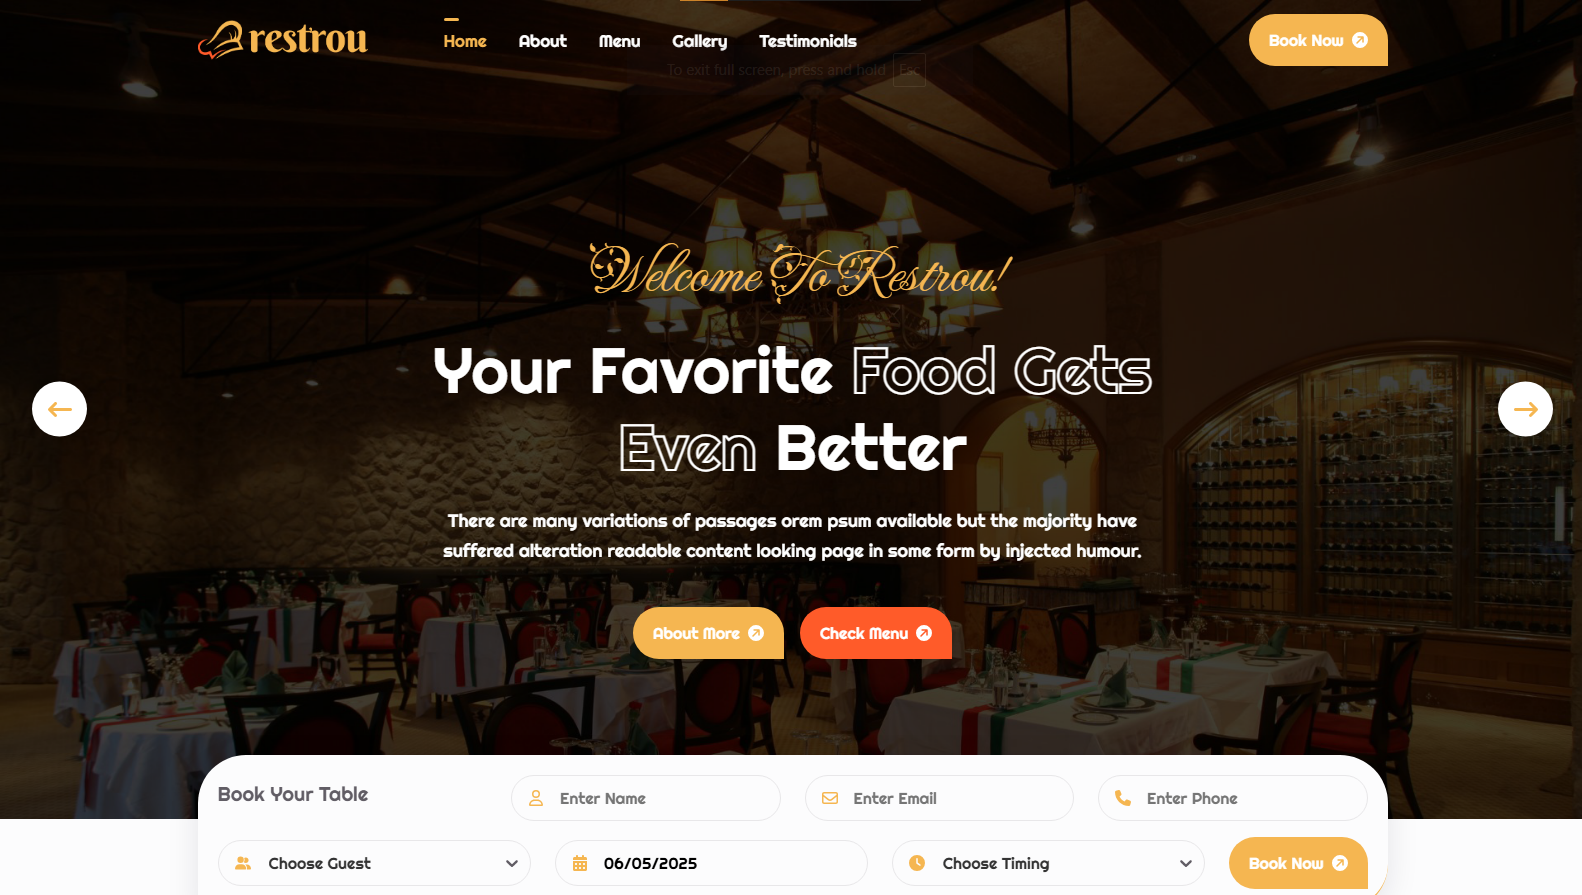 restrou
Home About Menu Gallery Testimonials
Book Now
To exit full screen, press and hold Esc
Welcome To Restrou!
Your Favorite Food Gets
Even Better
There are many variations of passages orem psum available but the majority have
suffered alteration readable content looking page in some form by injected humour.
About More Check Menu
Book Your Table Enter Name Enter Email Enter Phone
Choose Guest 06/05/2025 Choose Timing Book Now